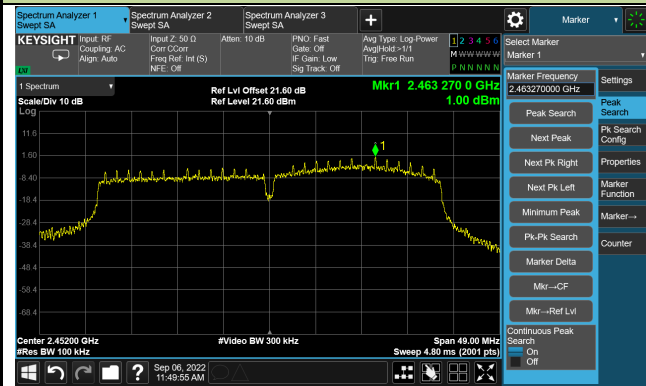 Spectrum Analyzer 1
Swept SA
Spectrum Analyzer 2
Swept SA
Spectrum Analyzer 3
Swept SA
+
Marker
KEYSIGHT
Input: RF
Coupling: AC
Align: Auto
Input Z: 50 Ω
Corr CCorr
Freq Ref: Int (S)
NFE: Off
Atten: 10 dB
PNO: Fast
Gate: Off
IF Gain: Low
Sig Track: Off
Avg Type: Log-Power
Avg|Hold:>1/1
Trig: Free Run
1 2 3 4 5 6
M W W W W W
P N N N N N
LXI
Select Marker
Marker 1
1 Spectrum
Scale/Div 10 dB
Log
Ref Lvl Offset 21.60 dB
Ref Level 21.60 dBm
Mkr1 2.463 270 0 GHz
1.00 dBm
11.6
1.60
-8.40
-18.4
-28.4
-38.4
-48.4
-58.4
-68.4
1
Center 2.45200 GHz
#Res BW 100 kHz
#Video BW 300 kHz
Span 49.00 MHz
Sweep 4.80 ms (2001 pts)
Marker Frequency
2.463270000 GHz
Peak Search
Next Peak
Next Pk Right
Next Pk Left
Minimum Peak
Pk-Pk Search
Marker Delta
Mkr→CF
Mkr→Ref Lvl
Continuous Peak
Search
On
Off
Settings
Peak
Search
Pk Search
Config
Properties
Marker
Function
Marker→
Counter
?
Sep 06, 2022
11:49:55 AM